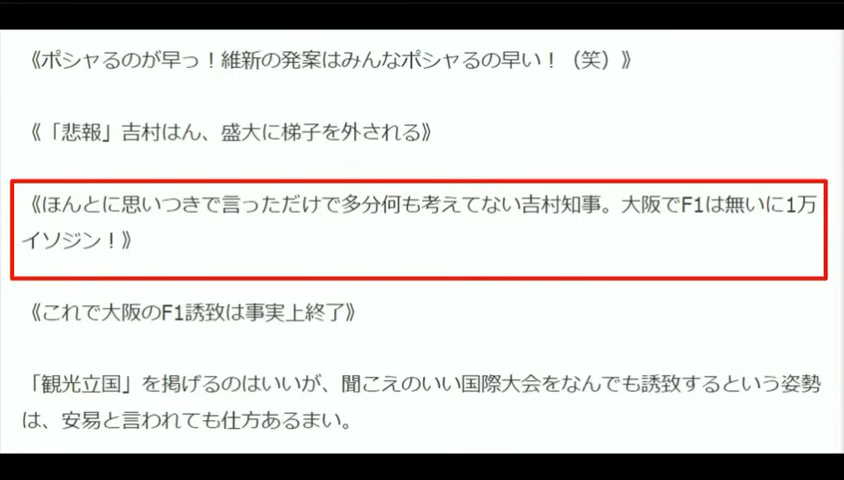 《ポシャるのが早っ！維新の発案はみんなポシャるの早い！（笑）》
《「悲報」吉村はん、盛大に梯子を外される》
《ほんとに思いつきで言っただけで多分何も考えてない吉村知事。大阪でF1は無いに1万
イソジン！》
《これで大阪のF1誘致は事実上終了》
「観光立国」を掲げるのはいいが、聞こえのいい国際大会をなんでも誘致するという姿勢
は、安易と言われても仕方あるまい。